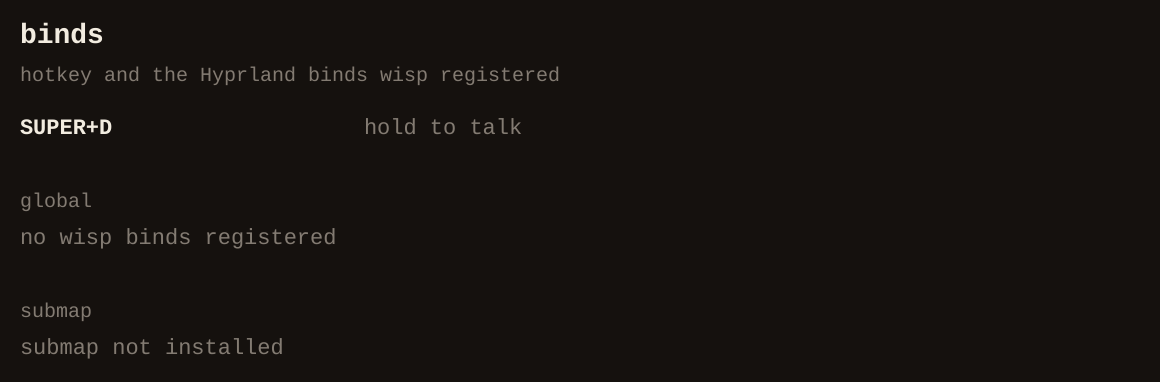 binds
hotkey and the Hyprland binds wisp registered
SUPER+D hold to talk
global
no wisp binds registered
submap
submap not installed